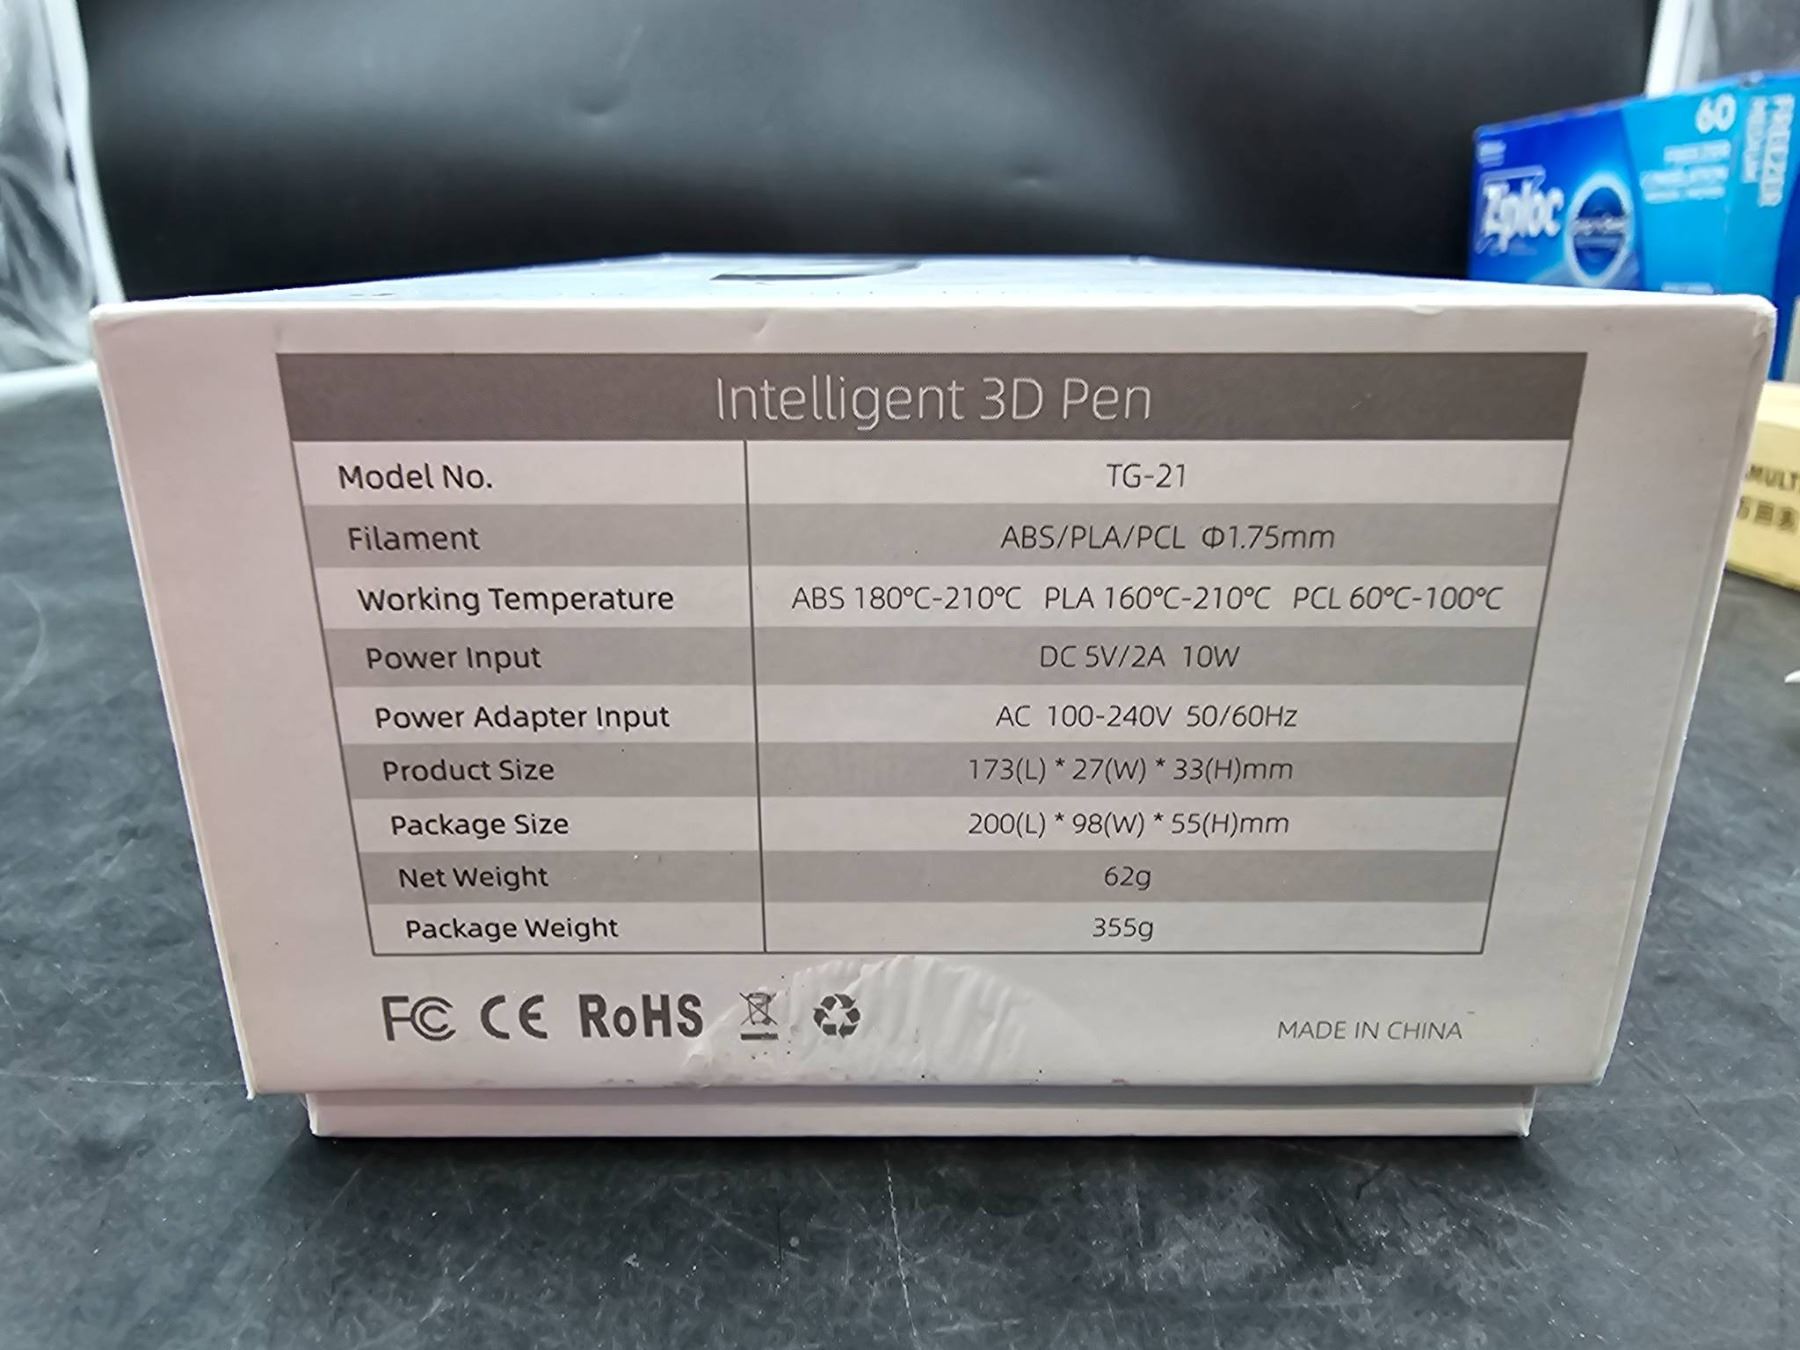 60
FREEZER
MEDIUM
Ziploc
Intelligent 3D Pen
Model No. TG-21
Filament ABS/PLA/PCL Φ1.75mm
Working Temperature ABS 180℃-210℃ PLA 160℃-210℃ PCL 60℃-100℃
Power Input DC 5V/2A 10W
Power Adapter Input AC 100-240V 50/60Hz
Product Size 173(L) * 27(W) * 33(H)mm
Package Size 200(L) * 98(W) * 55(H)mm
Net Weight 62g
Package Weight 355g
FC CE RoHS
MADE IN CHINA
MULT